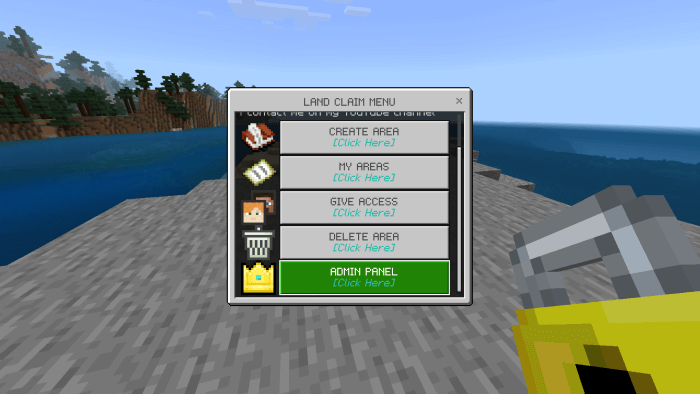 LAND CLAIM MENU
contact me on my YouTube channel
CREATE AREA
[Click Here]
MY AREAS
[Click Here]
GIVE ACCESS
[Click Here]
DELETE AREA
[Click Here]
ADMIN PANEL
[Click Here]